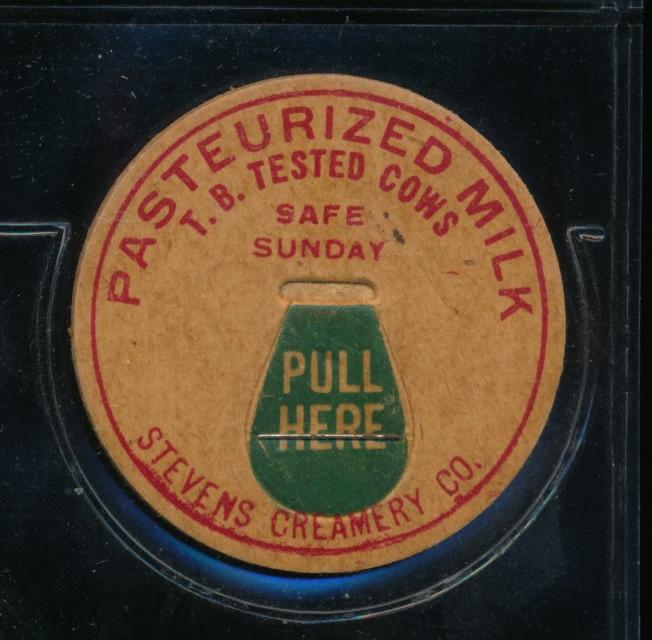 PASTEURIZED MILK
T. B. TESTED COWS
SAFE
SUNDAY
PULL
HERE
STEVENS CREAMERY CO.